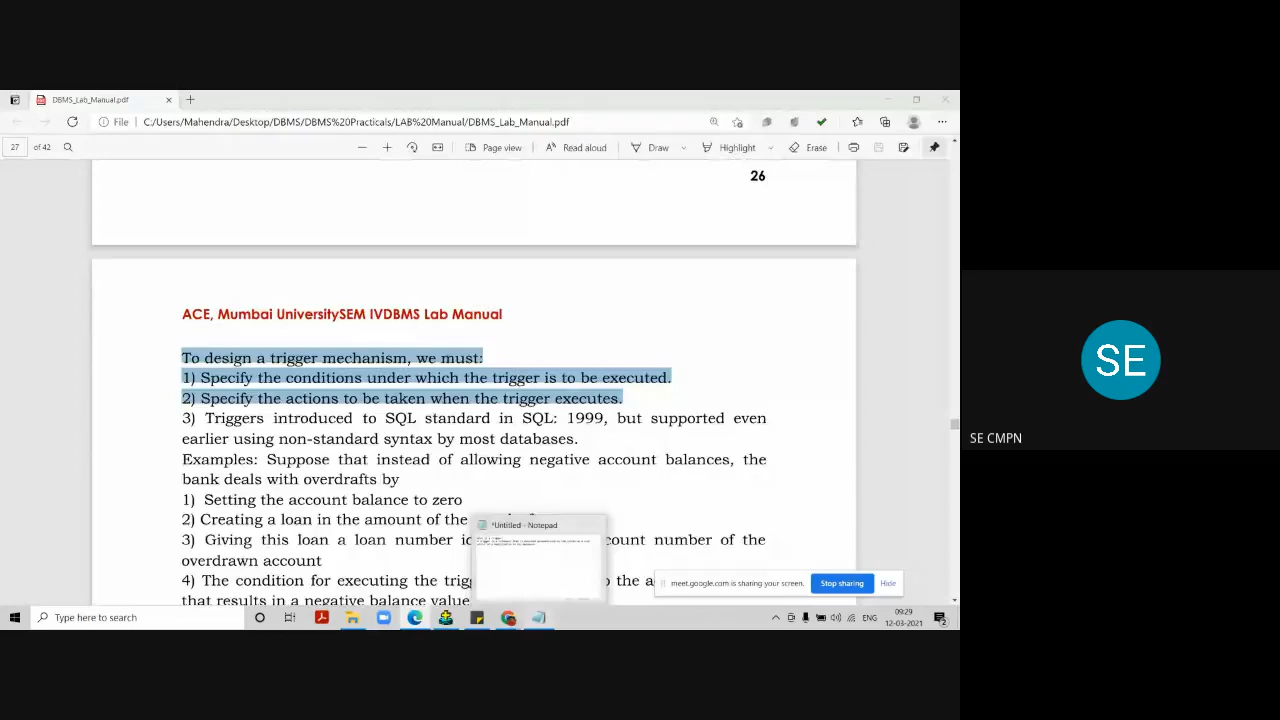 DBMS_Lab_Manual.pdf
File
C:/Users/Mahendra/Desktop/DBMS/DBMS%20Practicals/LAB%20Manual/DBMS_Lab_Manual.pdf
27 of 42 Page view Read aloud Draw Highlight Erase
26
ACE, Mumbai UniversitySEM IVDBMS Lab Manual
To design a trigger mechanism, we must:
1) Specify the conditions under which the trigger is to be executed.
2) Specify the actions to be taken when the trigger executes.
3) Triggers introduced to SQL standard in SQL: 1999, but supported even
earlier using non-standard syntax by most databases.
Examples: Suppose that instead of allowing negative account balances, the
bank deals with overdrafts by
1) Setting the account balance to zero
2) Creating a loan in the amount of the
*Untitled - Notepad
3) Giving this loan a loan number count number of the
overdrawn account
4) The condition for executing the trig o the a
that results in a negative balance value
meet.google.com is sharing your screen. Stop sharing Hide
Type here to search
ENG
09:29
12-03-2021
2
SE
SE CMPN